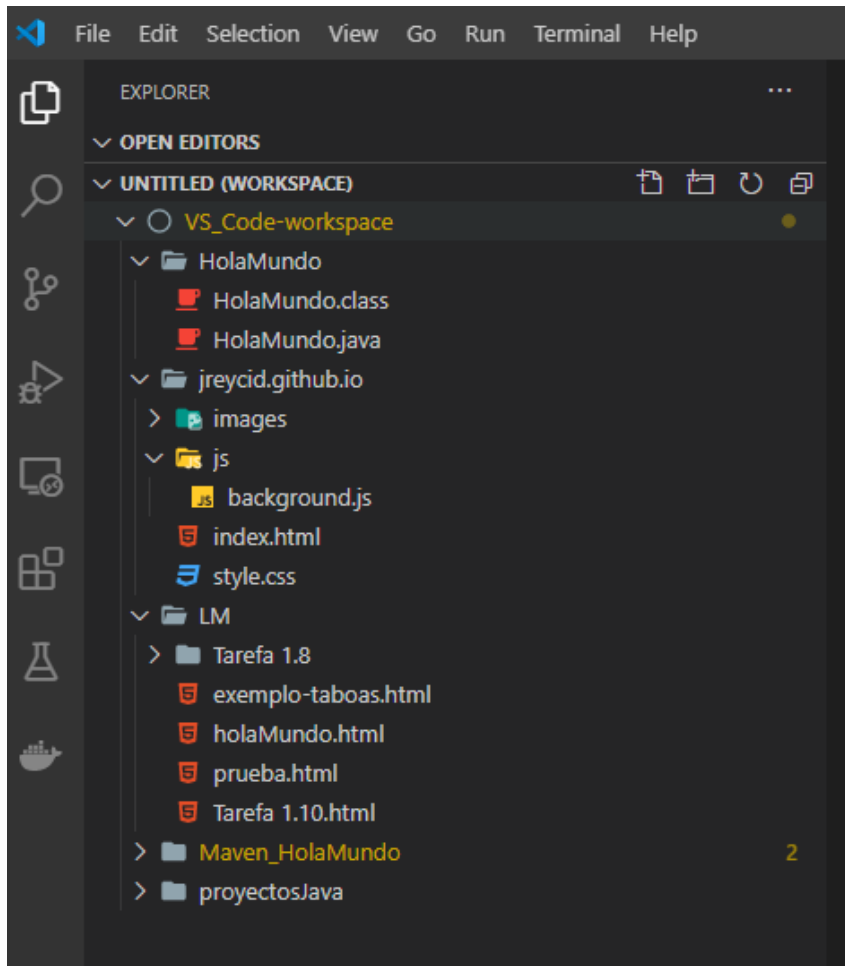 File Edit Selection View Go Run Terminal Help
EXPLORER
OPEN EDITORS
UNTITLED (WORKSPACE)
VS_Code-workspace
HolaMundo
HolaMundo.class
HolaMundo.java
jreycid.github.io
images
js
JS background.js
index.html
style.css
LM
Tarefa 1.8
exemplo-taboas.html
holaMundo.html
prueba.html
Tarefa 1.10.html
Maven_HolaMundo 2
proyectosJava